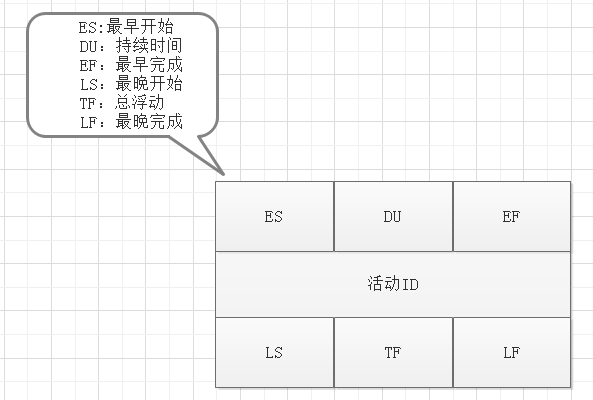 ES:最早开始
DU：持续时间
EF：最早完成
LS：最晚开始
TF：总浮动
LF：最晚完成
ES DU EF
活动ID
LS TF LF